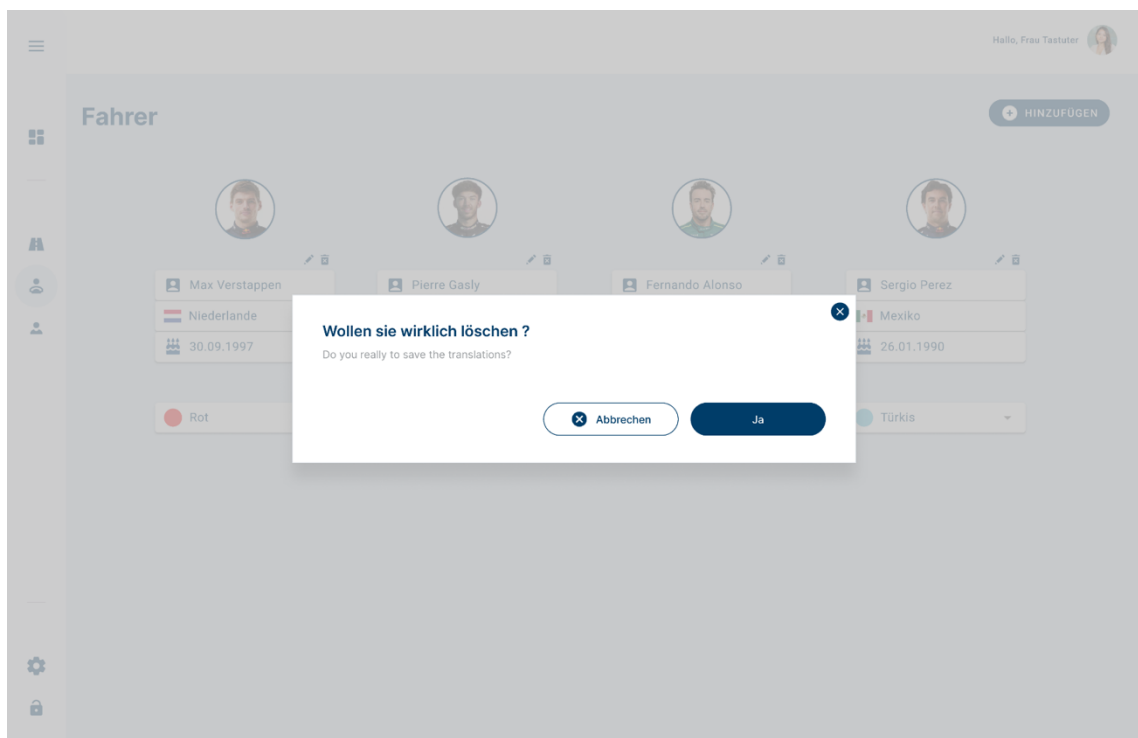 Hallo, Frau Tastuter
Fahrer
HINZUFÜGEN
Max Verstappen
Pierre Gasly
Fernando Alonso
Sergio Perez
Niederlande
Mexiko
30.09.1997
26.01.1990
Wollen sie wirklich löschen ?
Do you really to save the translations?
Abbrechen
Ja
Rot
Türkis